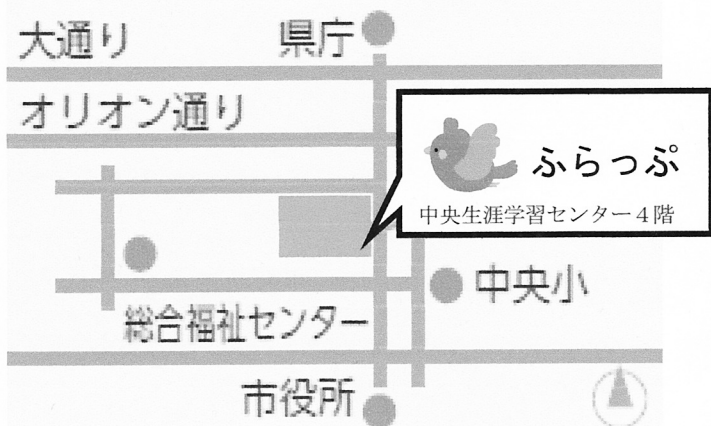 大通り
県庁
オリオン通り
ふらっぷ
中央生涯学習センター4階
中央小
総合福祉センター
市役所